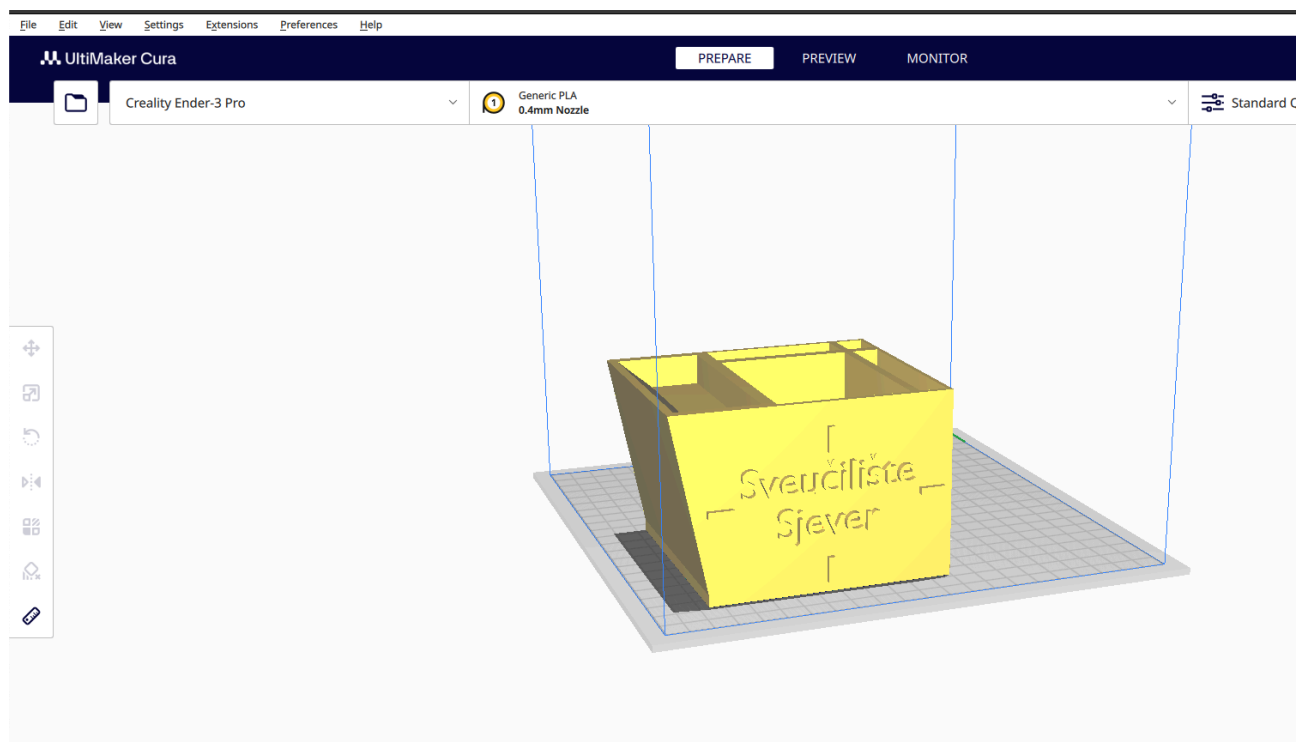 File Edit View Settings Extensions Preferences Help
UltiMaker Cura PREPARE PREVIEW MONITOR
Creality Ender-3 Pro 1 Generic PLA Standard Q
0.4mm Nozzle
Sveučilište
Sjever